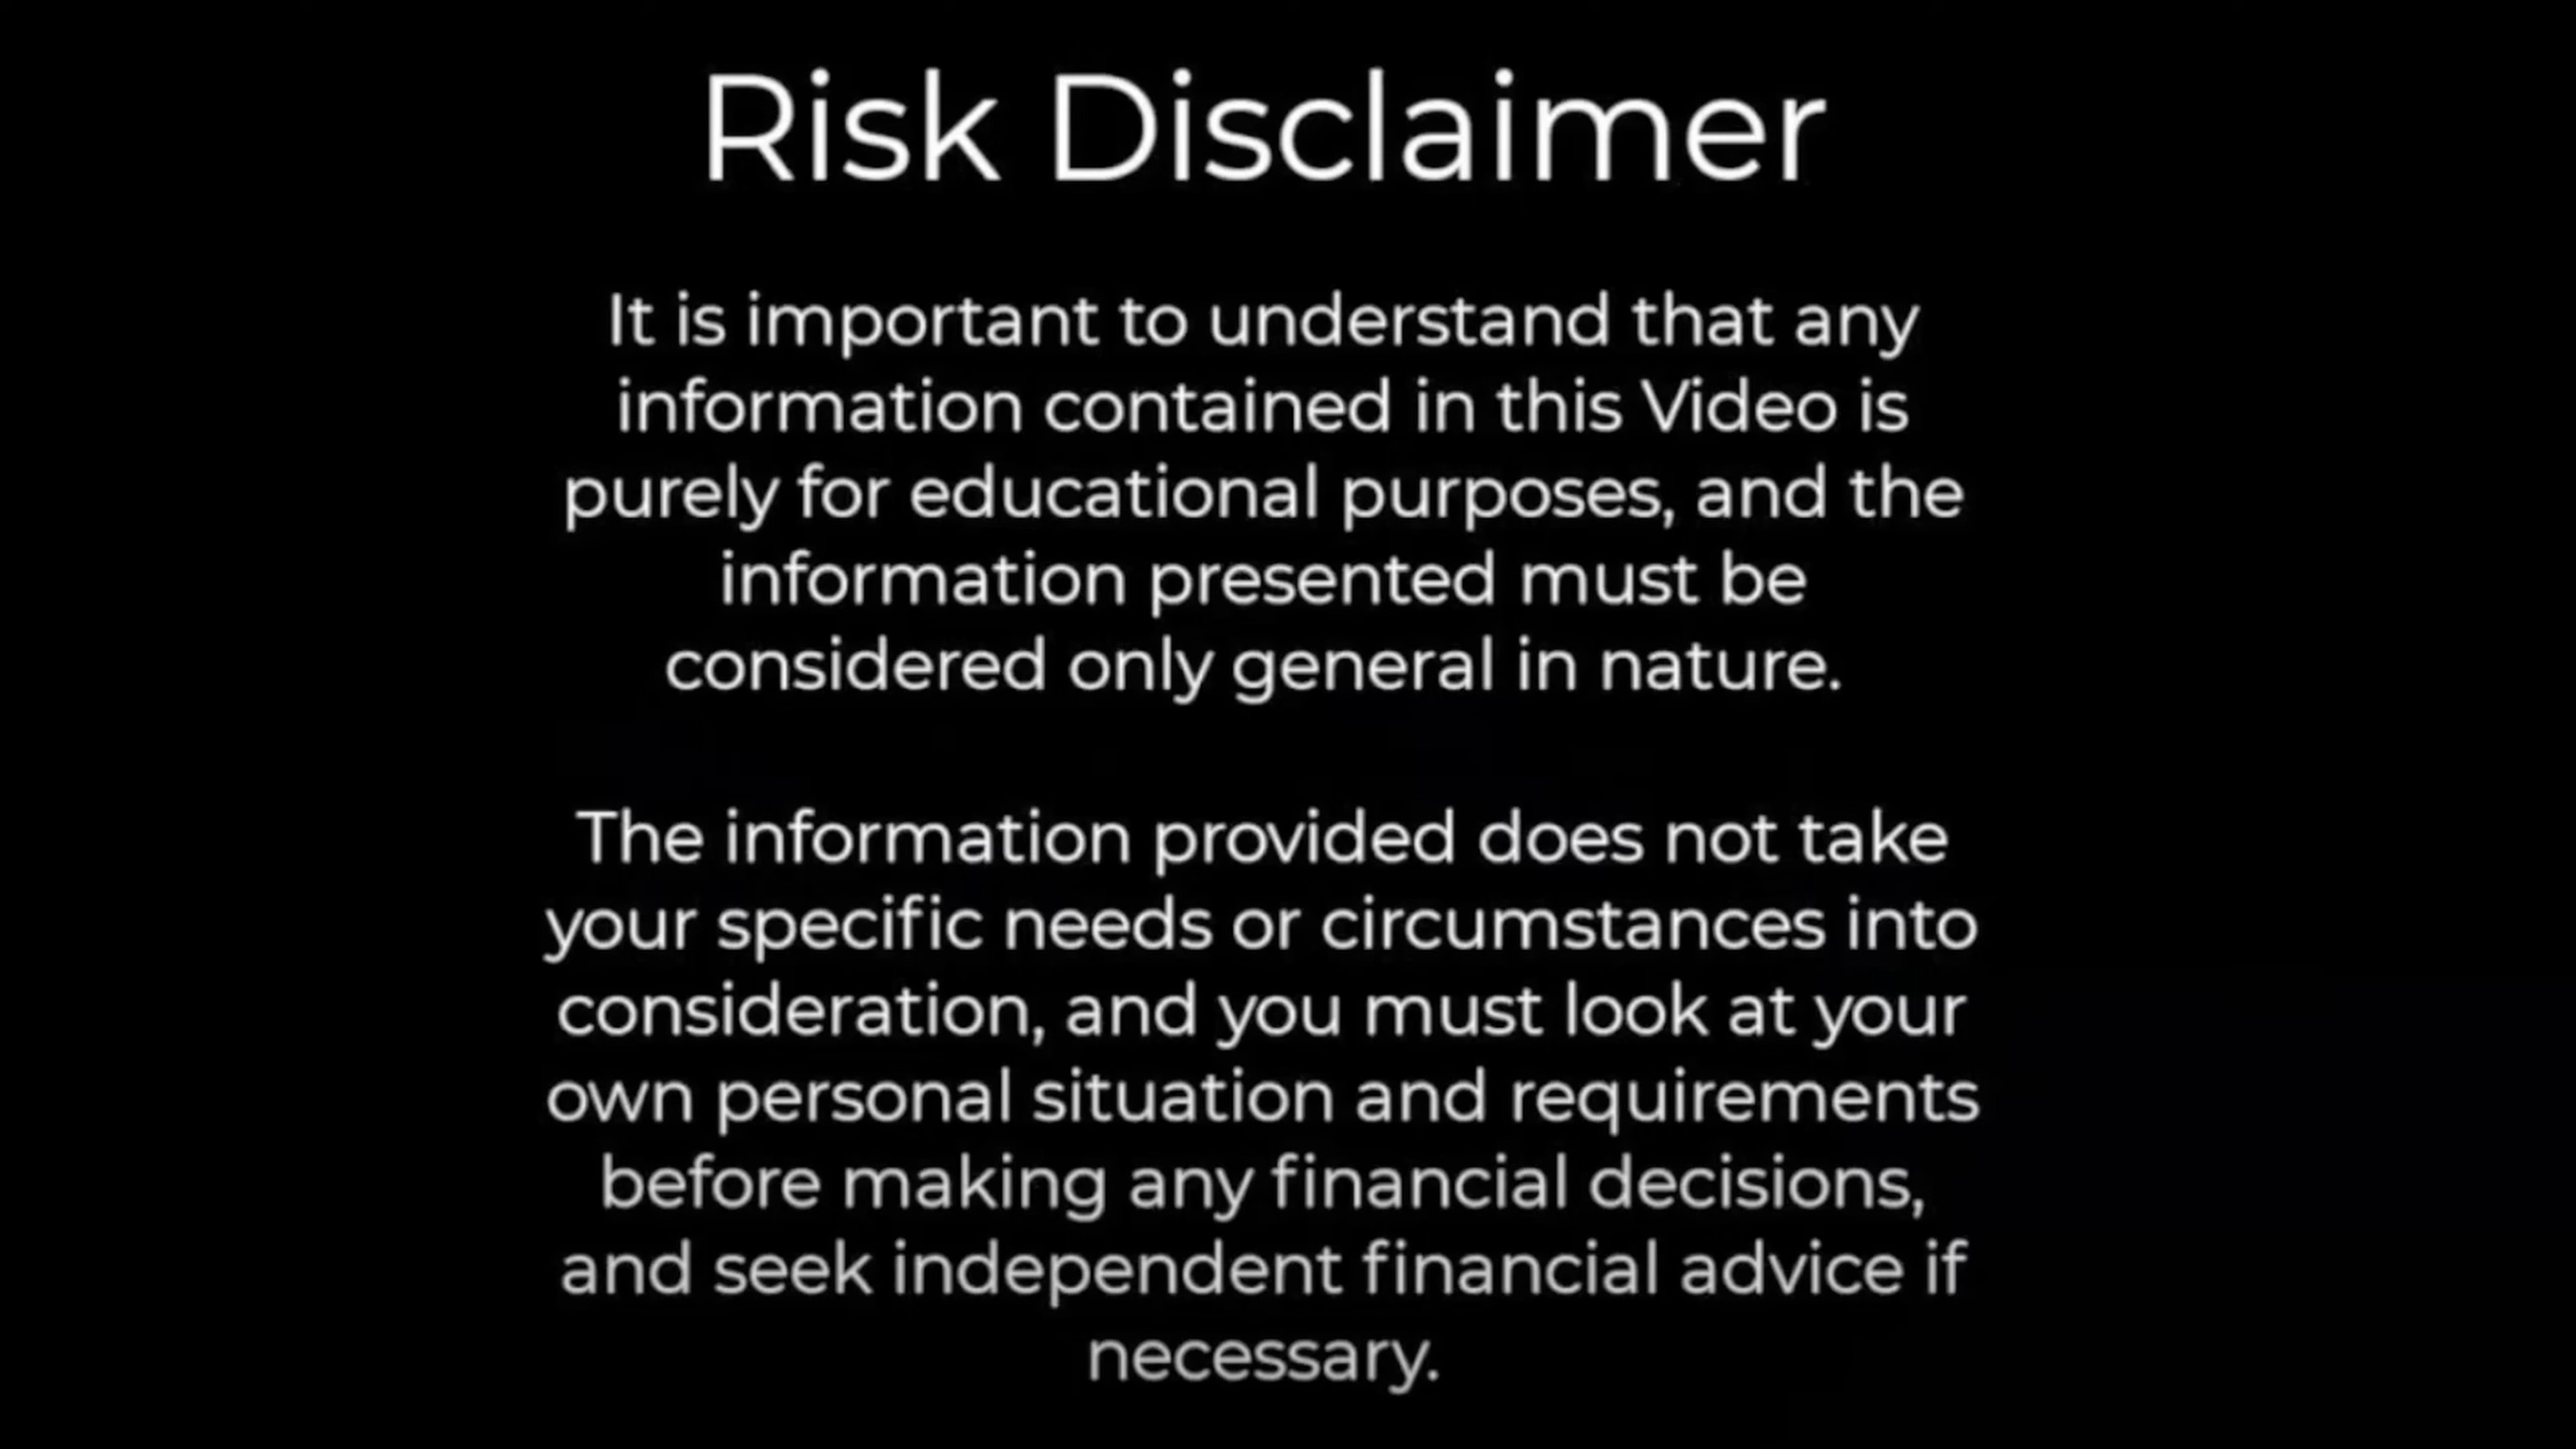 Risk Disclaimer
It is important to understand that any
information contained in this Video is
purely for educational purposes, and the
information presented must be
considered only general in nature.
The information provided does not take
your specific needs or circumstances into
consideration, and you must look at your
own personal situation and requirements
before making any financial decisions,
and seek independent financial advice if
necessary.